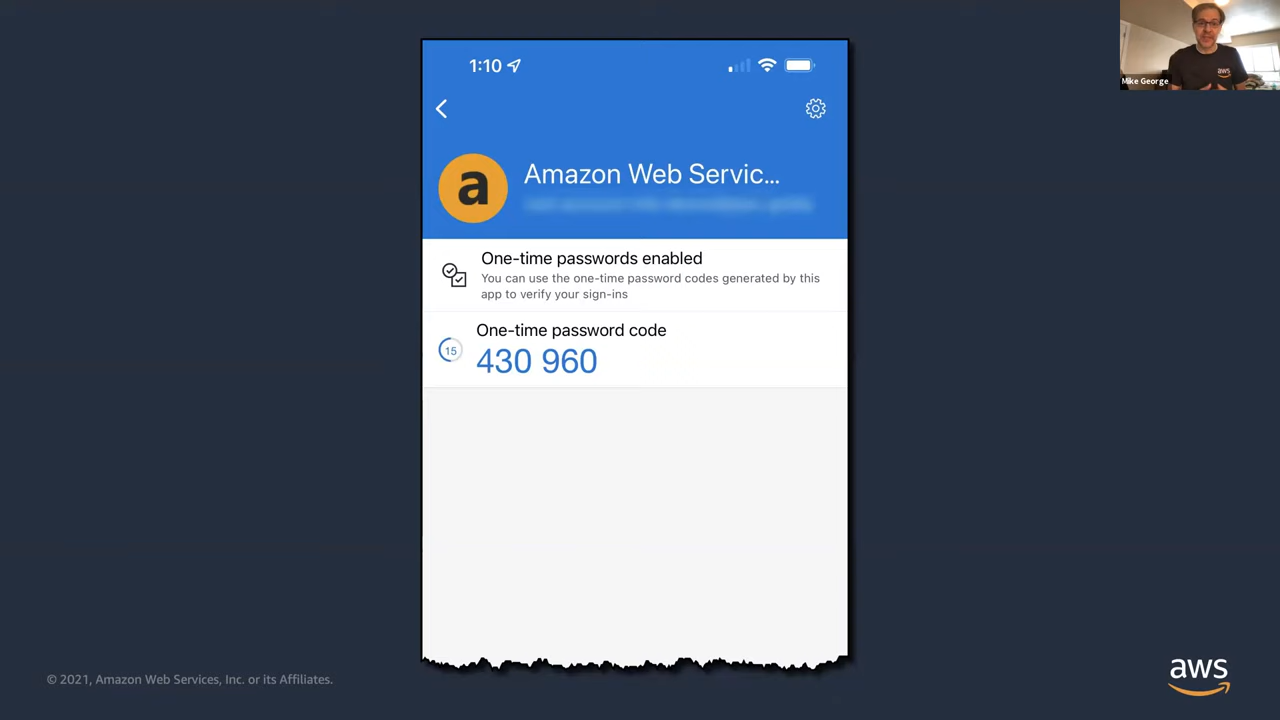 1:10
Amazon Web Servic...
One-time passwords enabled
You can use the one-time password codes generated by this
app to verify your sign-ins
One-time password code
15
430 960
aws
Mike George
© 2021, Amazon Web Services, Inc. or its Affiliates.
aws